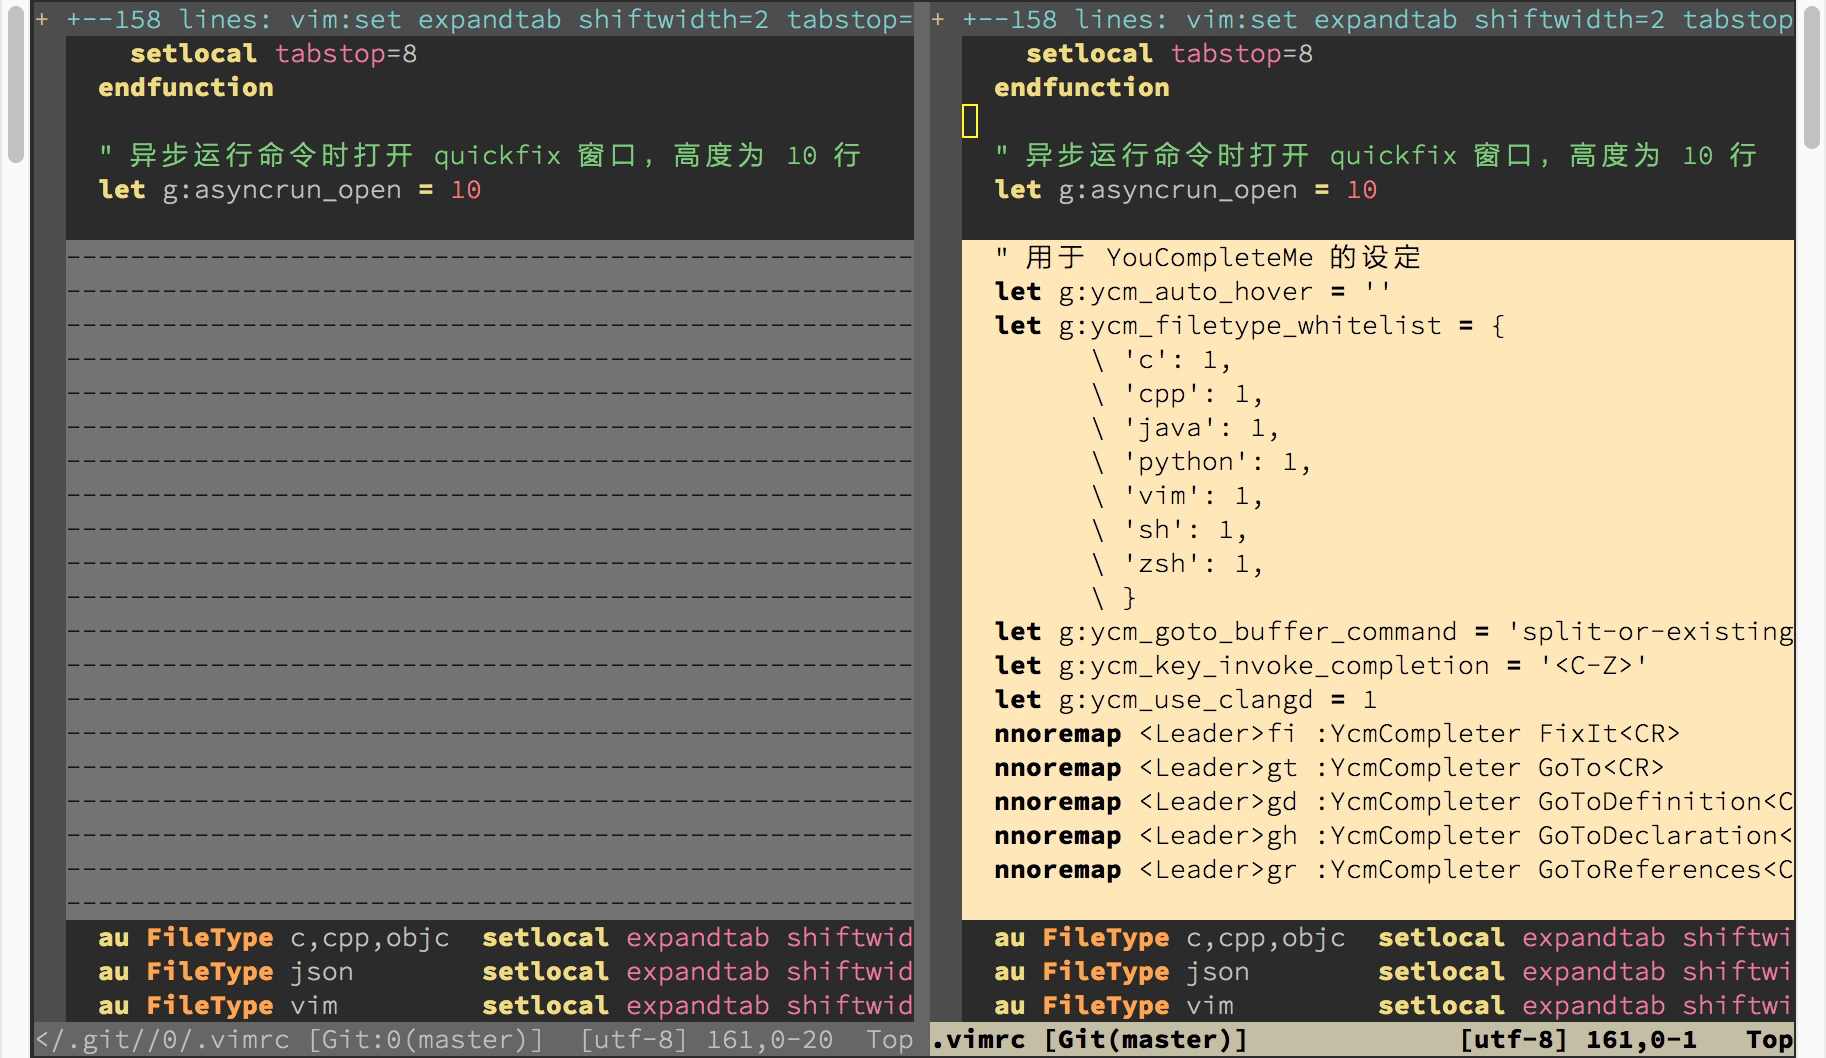 + +--158 lines: vim:set expandtab shiftwidth=2 tabstop=
setlocal tabstop=8
endfunction
" 异步运行命令时打开 quickfix 窗口，高度为 10 行
let g:asyncrun_open = 10
au FileType c,cpp,objc setlocal expandtab shiftwid
au FileType json setlocal expandtab shiftwid
au FileType vim setlocal expandtab shiftwid
</.git//0/.vimrc [Git:0(master)] [utf-8] 161,0-20 Top
+ +--158 lines: vim:set expandtab shiftwidth=2 tabstop
setlocal tabstop=8
endfunction
" 异步运行命令时打开 quickfix 窗口，高度为 10 行
let g:asyncrun_open = 10
" 用于 YouCompleteMe 的设定
let g:ycm_auto_hover = ''
let g:ycm_filetype_whitelist = {
\ 'c': 1,
\ 'cpp': 1,
\ 'java': 1,
\ 'python': 1,
\ 'vim': 1,
\ 'sh': 1,
\ 'zsh': 1,
\ }
let g:ycm_goto_buffer_command = 'split-or-existing
let g:ycm_key_invoke_completion = '<C-Z>'
let g:ycm_use_clangd = 1
nnoremap <Leader>fi :YcmCompleter FixIt<CR>
nnoremap <Leader>gt :YcmCompleter GoTo<CR>
nnoremap <Leader>gd :YcmCompleter GoToDefinition<C
nnoremap <Leader>gh :YcmCompleter GoToDeclaration<
nnoremap <Leader>gr :YcmCompleter GoToReferences<C
au FileType c,cpp,objc setlocal expandtab shiftwi
au FileType json setlocal expandtab shiftwi
au FileType vim setlocal expandtab shiftwi
.vimrc [Git(master)] [utf-8] 161,0-1 Top